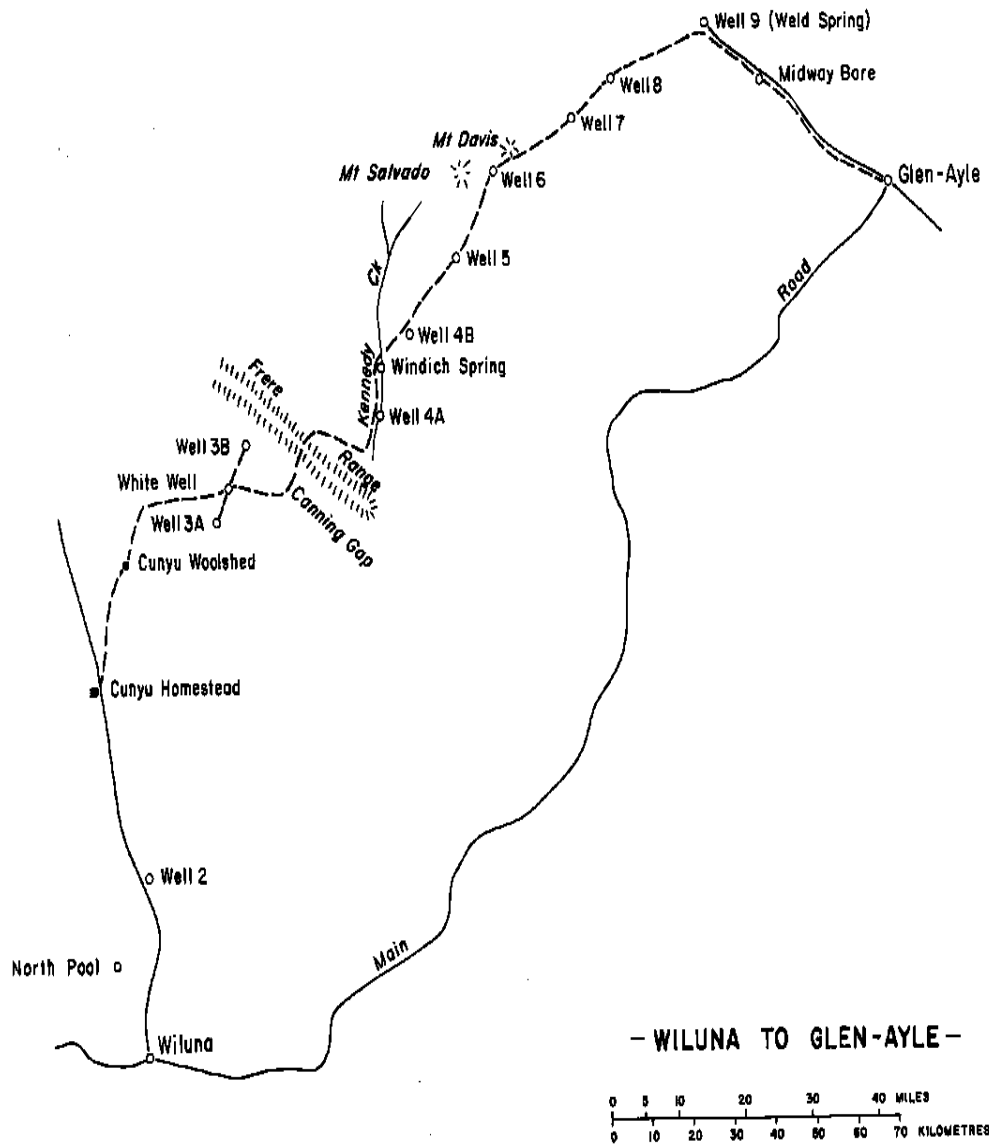 Well 9 (Weld Spring)
Midway Bore
Well 8
Well 7
Mt Davis
Mt Salvado
Well 6
Glen-Ayle
Well 5
Ck
Road
Well 4B
Windich Spring
Frere
Kennedy
Well 4A
Well 3B
Range
White Well
Canning Gap
Well 3A
Cunyu Woolshed
Cunyu Homestead
Well 2
Main
North Pool
Wiluna
- WILUNA TO GLEN-AYLE -
0 5 10 20 40 MILES
0 10 20 30 40 50 60 70 KILOMETRES